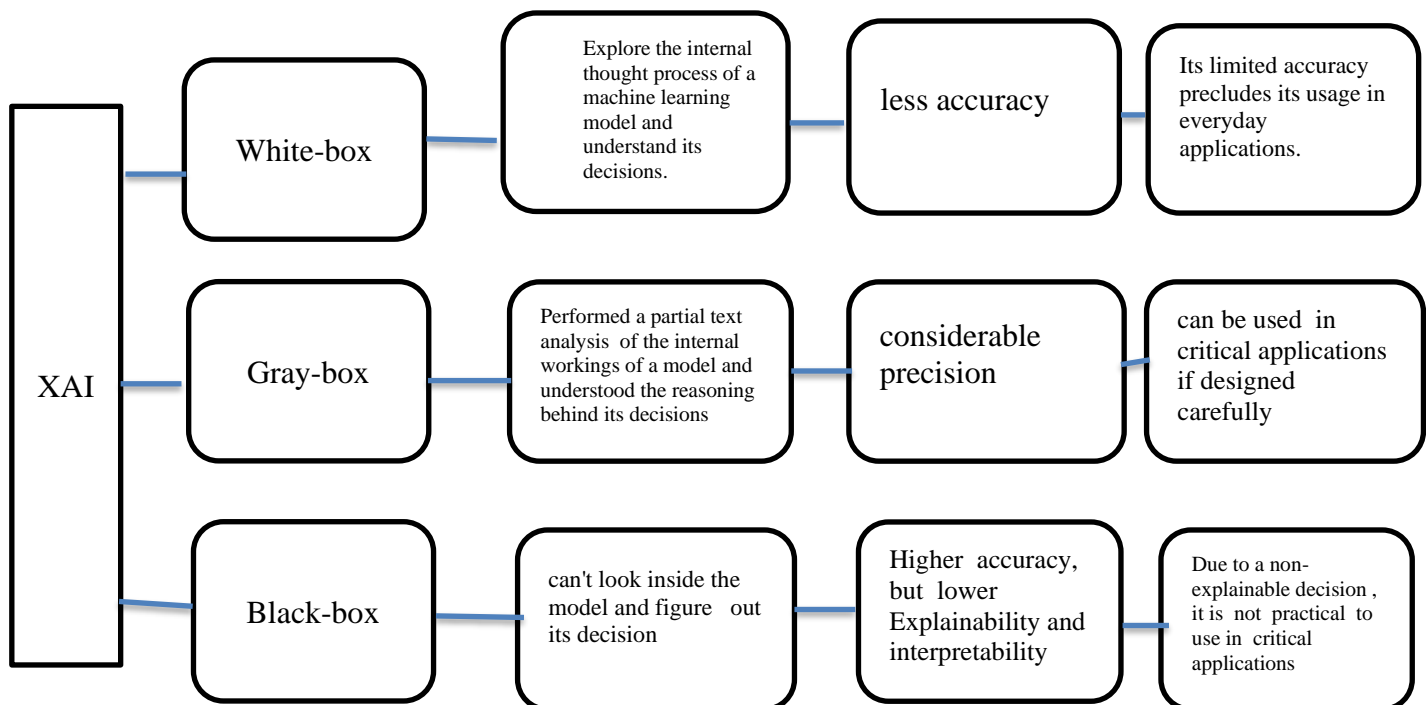 XAI
White-box
Explore the internal
thought process of a
machine learning
model and
understand its
decisions.
less accuracy
Its limited accuracy
precludes its usage in
everyday
applications.
Gray-box
Performed a partial text
analysis of the internal
workings of a model and
understood the reasoning
behind its decisions
considerable
precision
can be used in
critical applications
if designed
carefully
Black-box
can't look inside the
model and figure out
its decision
Higher accuracy,
but lower
Explainability and
interpretability
Due to a non-
explainable decision ,
it is not practical to
use in critical
applications